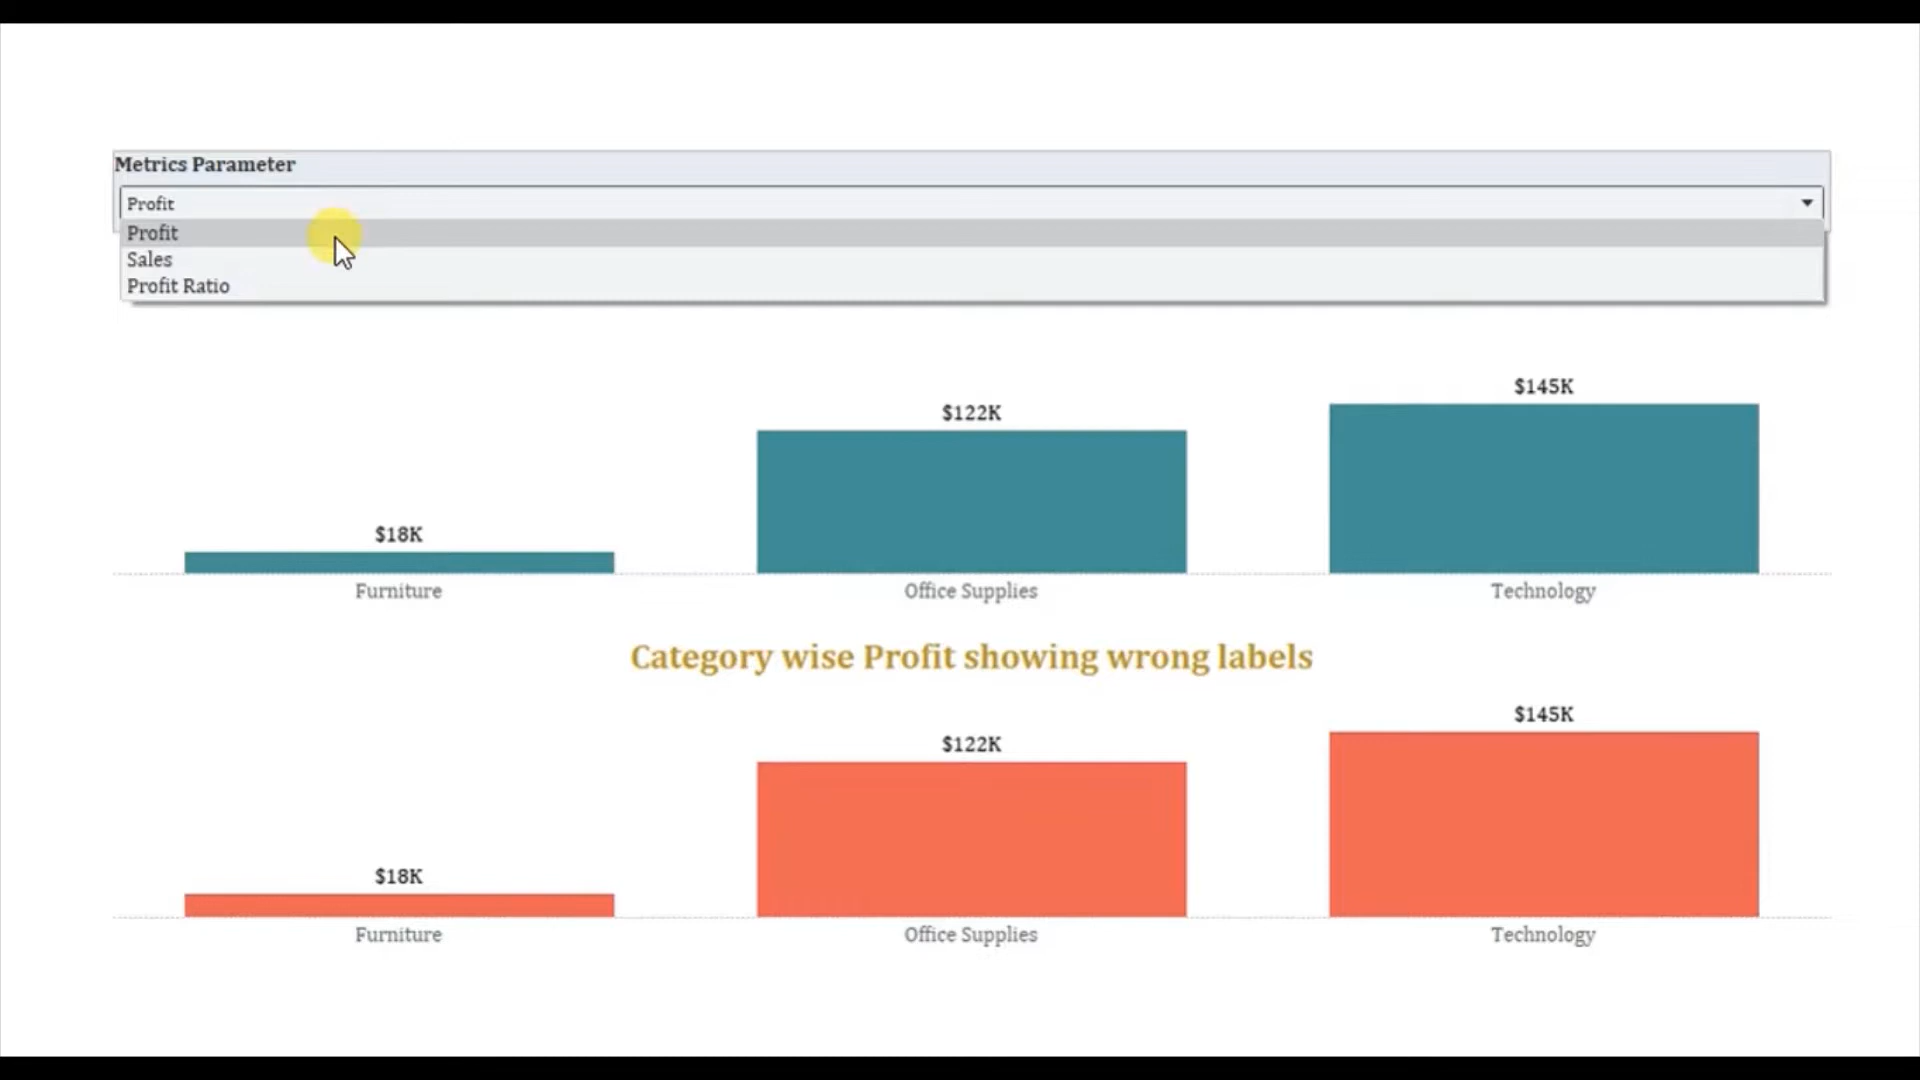 Metrics Parameter
Profit
Profit
Sales
Profit Ratio
$18K
$122K
$145K
Furniture
Office Supplies
Technology
Category wise Profit showing wrong labels
$18K
$122K
$145K
Furniture
Office Supplies
Technology